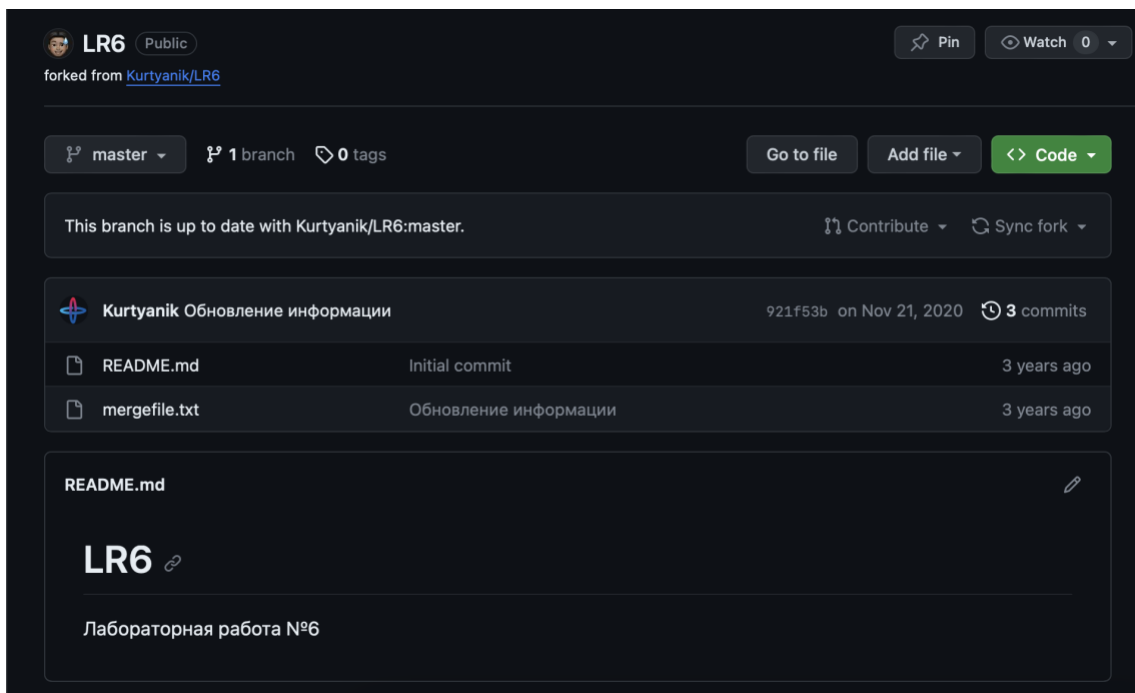 LR6 Public Pin Watch 0
forked from Kurtyanik/LR6
master 1 branch 0 tags Go to file Add file <> Code
This branch is up to date with Kurtyanik/LR6:master. Contribute Sync fork
Kurtyanik Обновление информации 921f53b on Nov 21, 2020 3 commits
README.md Initial commit 3 years ago
mergefile.txt Обновление информации 3 years ago
README.md
LR6
Лабораторная работа №6